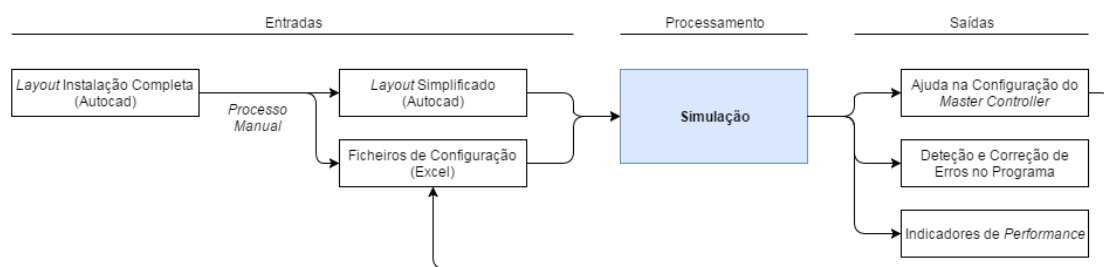 Entradas
Processamento
Saídas
Layout Instalação Completa
(Autocad)
Processo
Manual
Layout Simplificado
(Autocad)
Ficheiros de Configuração
(Excel)
Simulação
Ajuda na Configuração do
Master Controller
Deteção e Correção de
Erros no Programa
Indicadores de Performance